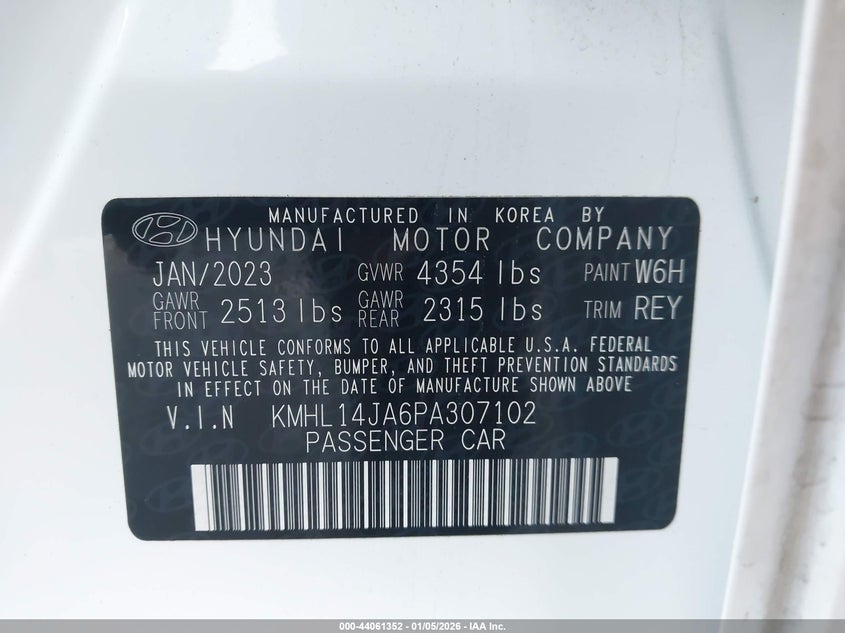 MANUFACTURED IN KOREA BY
HYUNDAI MOTOR COMPANY
JAN/2023 GVWR 4354 lbs PAINT W6H
GAWR FRONT 2513 lbs GAWR REAR 2315 lbs TRIM REY
THIS VEHICLE CONFORMS TO ALL APPLICABLE U.S.A. FEDERAL
MOTOR VEHICLE SAFETY, BUMPER, AND THEFT PREVENTION STANDARDS
IN EFFECT ON THE DATE OF MANUFACTURE SHOWN ABOVE
V.I.N KMHL14JA6PA307102
PASSENGER CAR
000-44061352 - 01/05/2026 - IAA Inc.